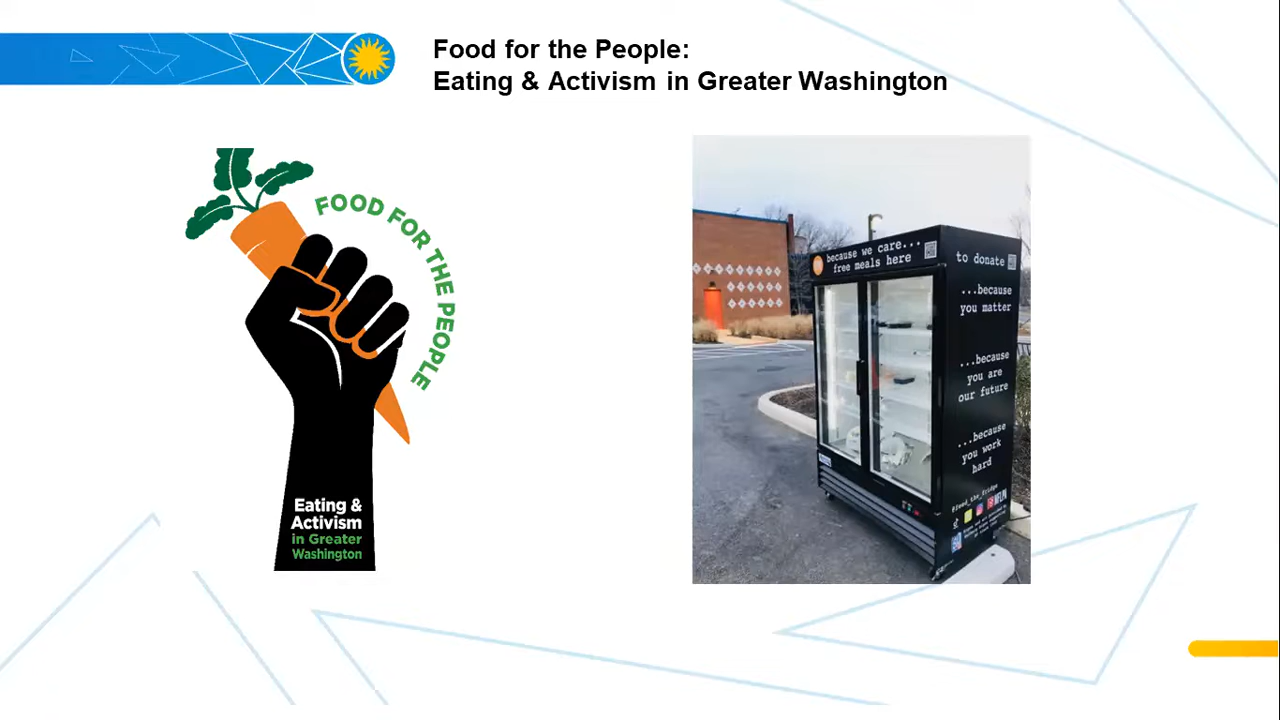 Food for the People:
Eating & Activism in Greater Washington
FOOD FOR THE PEOPLE
Eating &
Activism
in Greater
Washington
because we care...
free meals here
to donate
...because
you matter
...because
you are
our future
...because
you work
hard
@feed_the_fridge